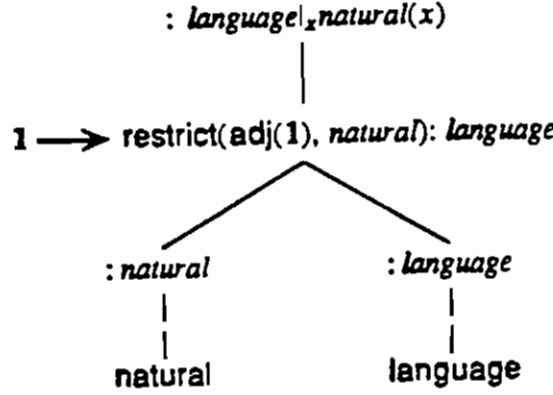 : language|ₓnatural(x)
1 → restrict(adj(1), natural): language
: natural : language
natural language